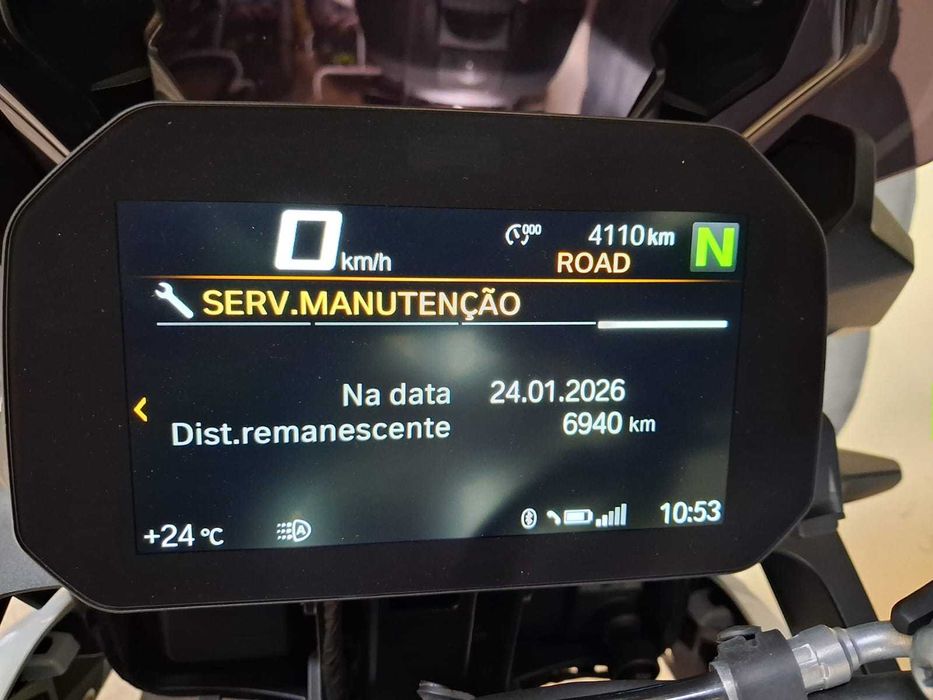 0 km/h
000
4110 km
ROAD
N
SERV.MANUTENÇÃO
Na data 24.01.2026
Dist.remanescente 6940 km
+24 °C
A
10:53